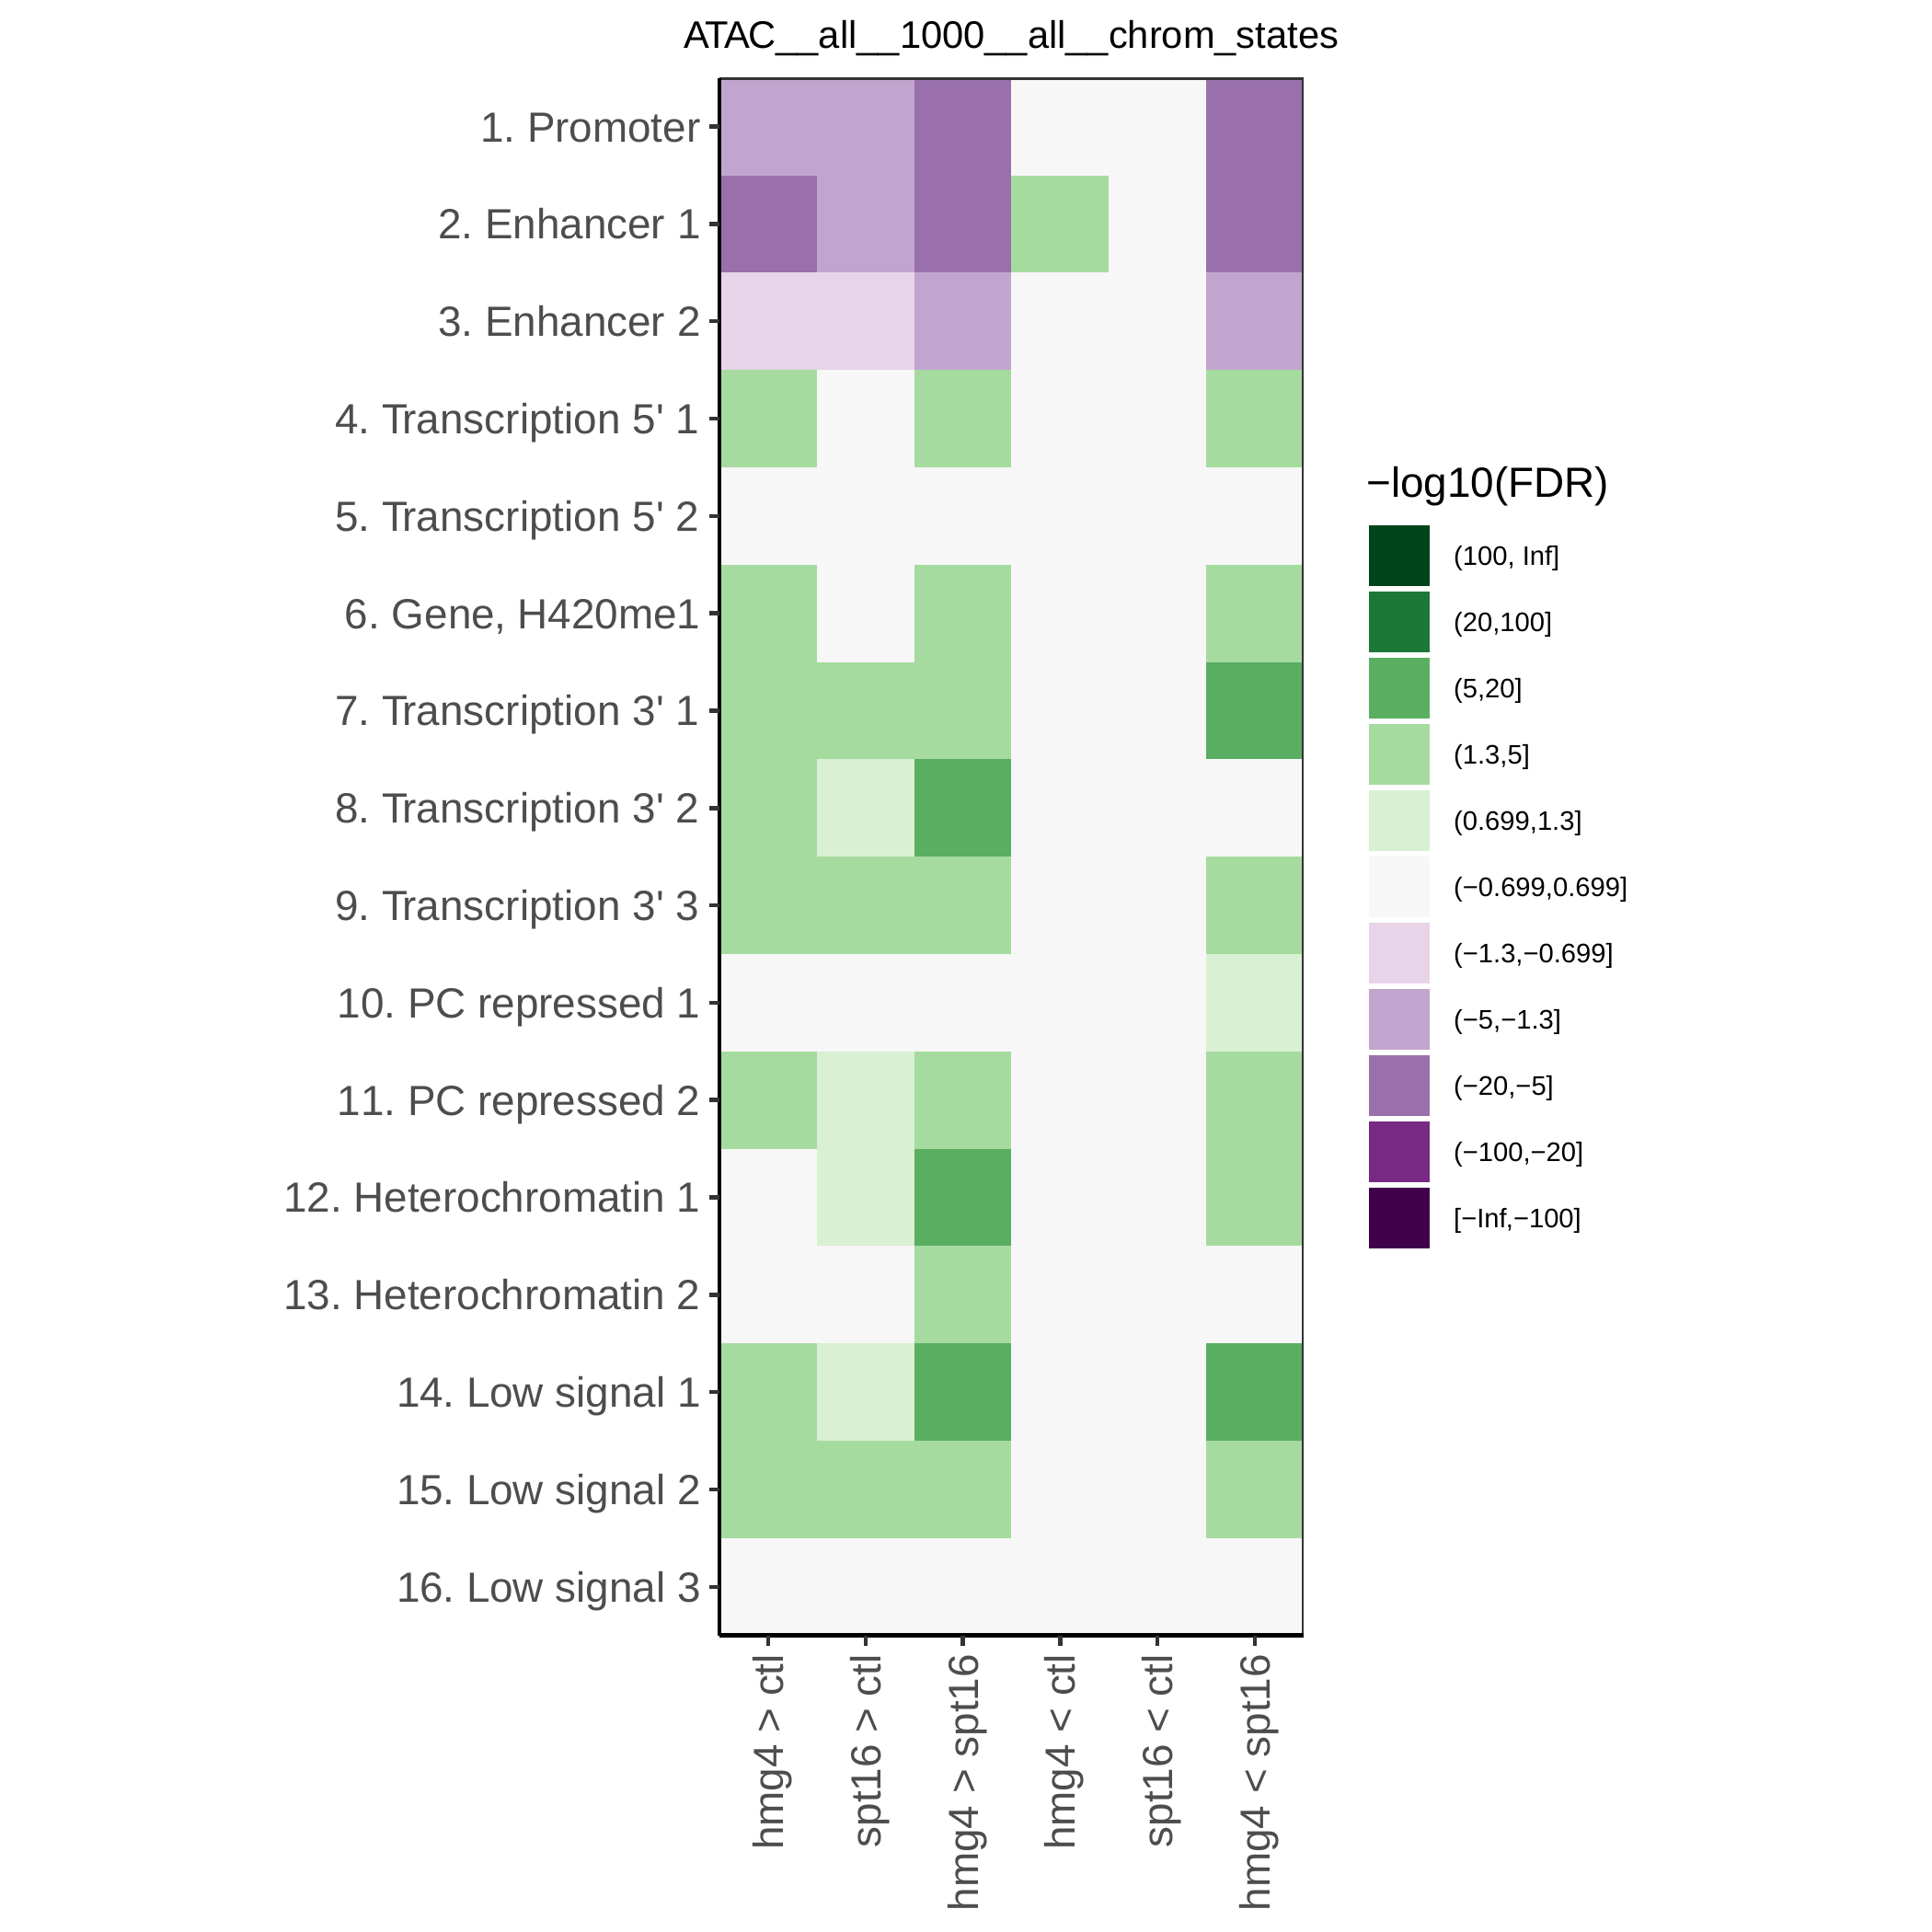 ATAC__all__1000__all__chrom_states
1. Promoter
2. Enhancer 1
3. Enhancer 2
4. Transcription 5' 1
5. Transcription 5' 2
6. Gene, H420me1
7. Transcription 3' 1
8. Transcription 3' 2
9. Transcription 3' 3
10. PC repressed 1
11. PC repressed 2
12. Heterochromatin 1
13. Heterochromatin 2
14. Low signal 1
15. Low signal 2
16. Low signal 3
hmg4 > ctl
spt16 > ctl
hmg4 > spt16
hmg4 < ctl
spt16 < ctl
hmg4 < spt16
−log10(FDR)
(100, Inf]
(20,100]
(5,20]
(1.3,5]
(0.699,1.3]
(−0.699,0.699]
(−1.3,−0.699]
(−5,−1.3]
(−20,−5]
(−100,−20]
[−Inf,−100]